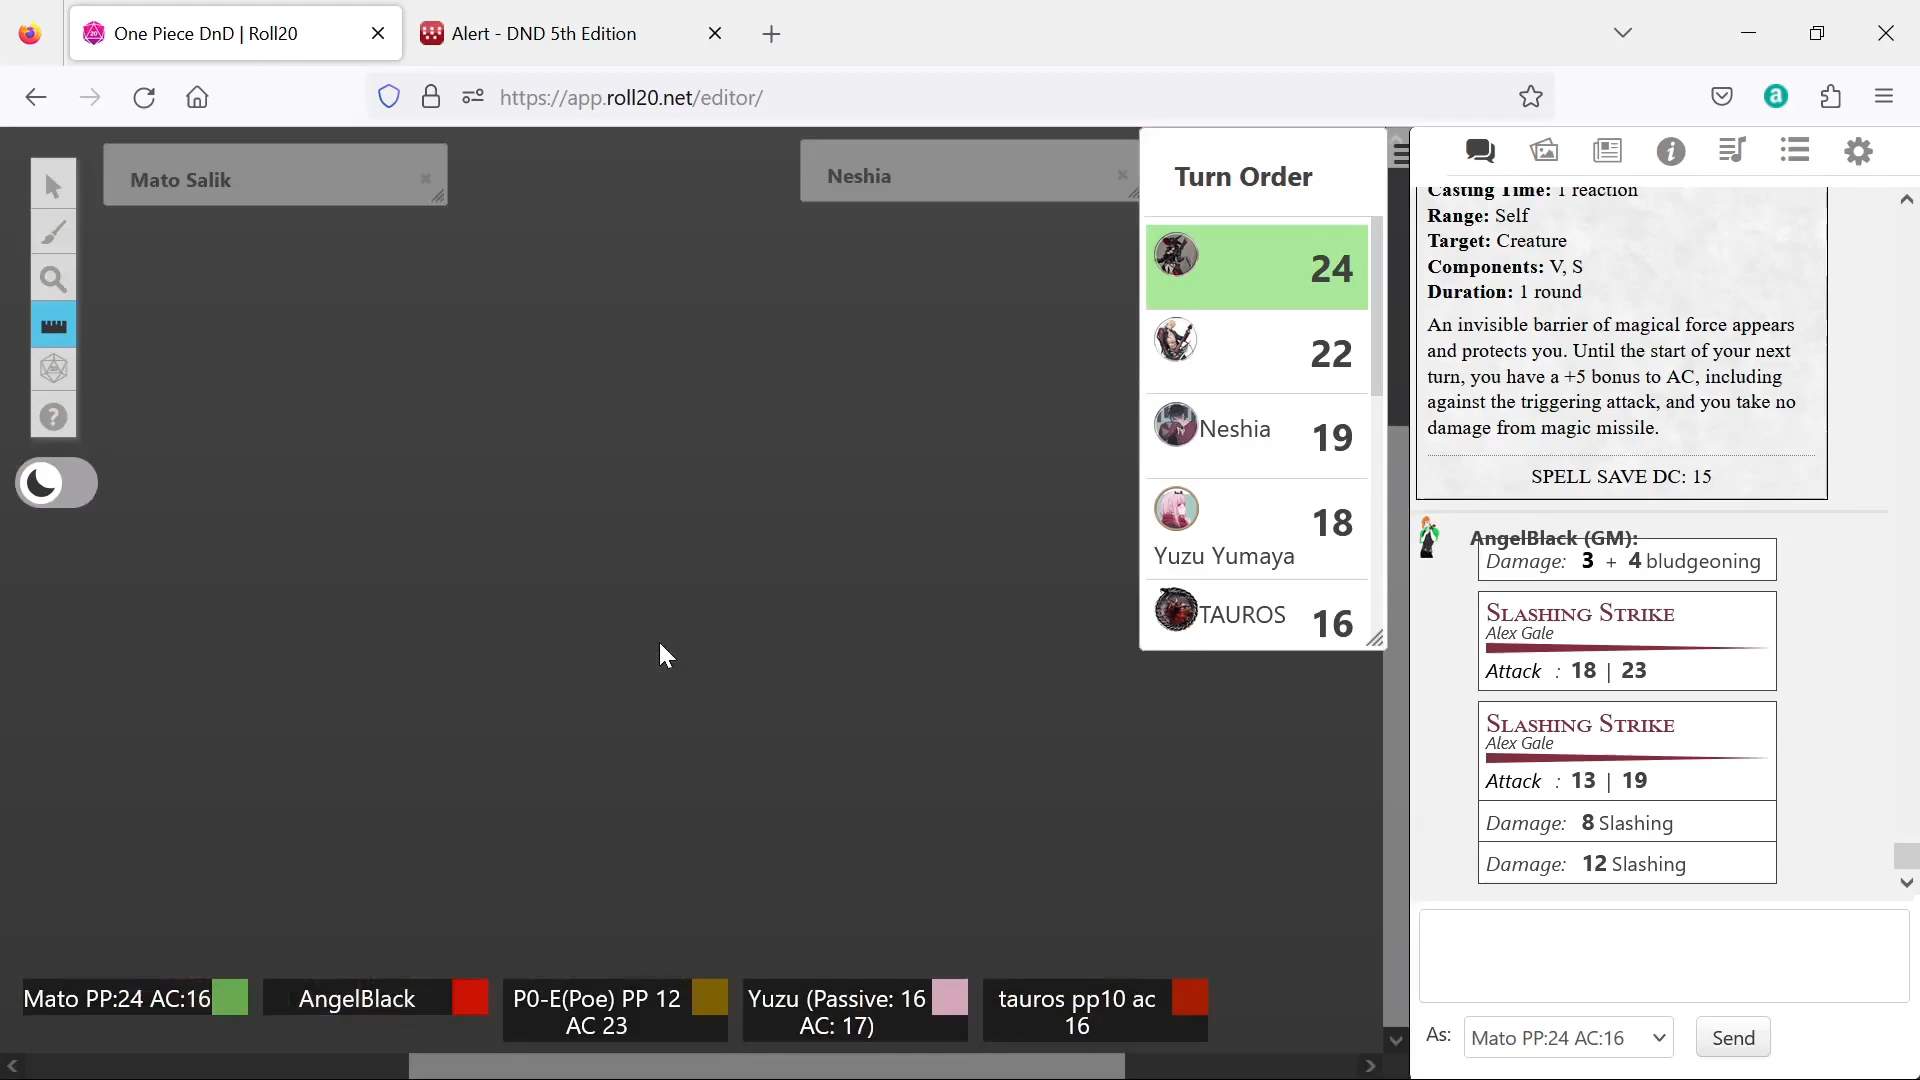 One Piece DnD | Roll20
Alert - DND 5th Edition
https://app.roll20.net/editor/
Mato Salik
Neshia
Turn Order
24
22
Neshia 19
18
Yuzu Yumaya
TAUROS 16
Casting Time: 1 reaction
Range: Self
Target: Creature
Components: V, S
Duration: 1 round
An invisible barrier of magical force appears
and protects you. Until the start of your next
turn, you have a +5 bonus to AC, including
against the triggering attack, and you take no
damage from magic missile.
SPELL SAVE DC: 15
AngelBlack (GM):
Damage: 3 + 4 bludgeoning
SLASHING STRIKE
Alex Gale
Attack : 18 | 23
SLASHING STRIKE
Alex Gale
Attack : 13 | 19
Damage: 8 Slashing
Damage: 12 Slashing
Mato PP:24 AC:16
AngelBlack
P0-E(Poe) PP 12
AC 23
Yuzu (Passive: 16
AC: 17)
tauros pp10 ac
16
As: Mato PP:24 AC:16 Send